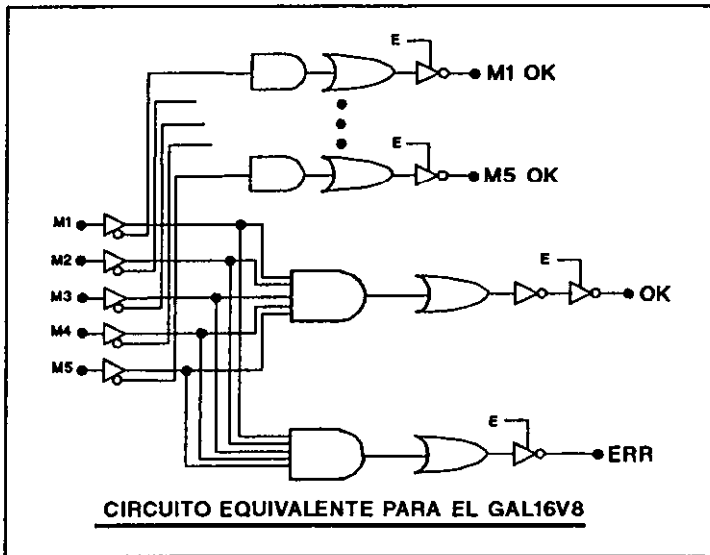 E
M1 OK
E
M5 OK
M1
M2
M3
M4
M5
E
OK
E
ERR
CIRCUITO EQUIVALENTE PARA EL GAL16V8